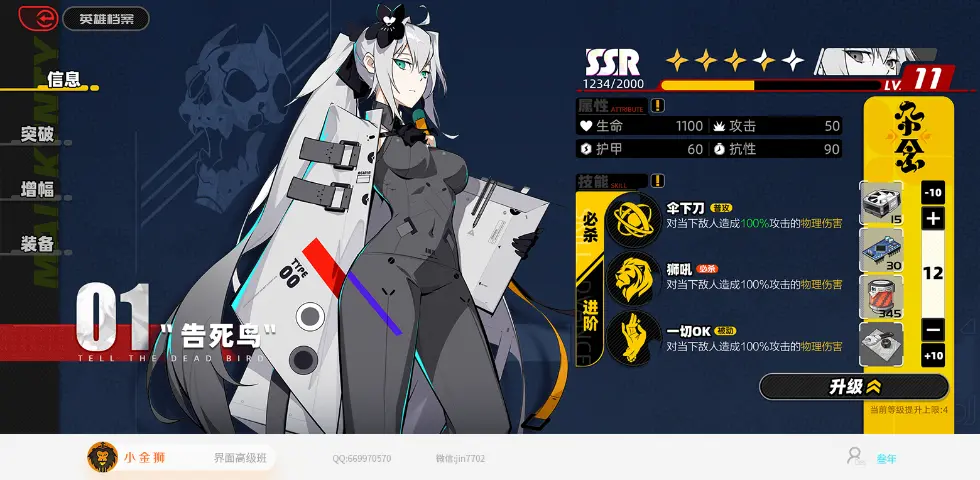 英雄档案
信息
突破
增幅
装备
TYPE
00
01
"告死鸟"
TELL THE DEAD BIRD
SSR
1234/2000
LV. 11
属性 ATTRIBUTE !
生命 1100 攻击 50
护甲 60 抗性 90
技能 SKILL !
必杀
进阶
伞下刀 普攻
对当下敌人造成100%攻击的物理伤害
狮吼 必杀
对当下敌人造成100%攻击的物理伤害
一切OK 被动
对当下敌人造成100%攻击的物理伤害
15
30
345
-10
+
12
−
+10
升级
当前等级提升上限:4
小金狮
界面高级班
QQ:669970570
微信:jin7702
叁年